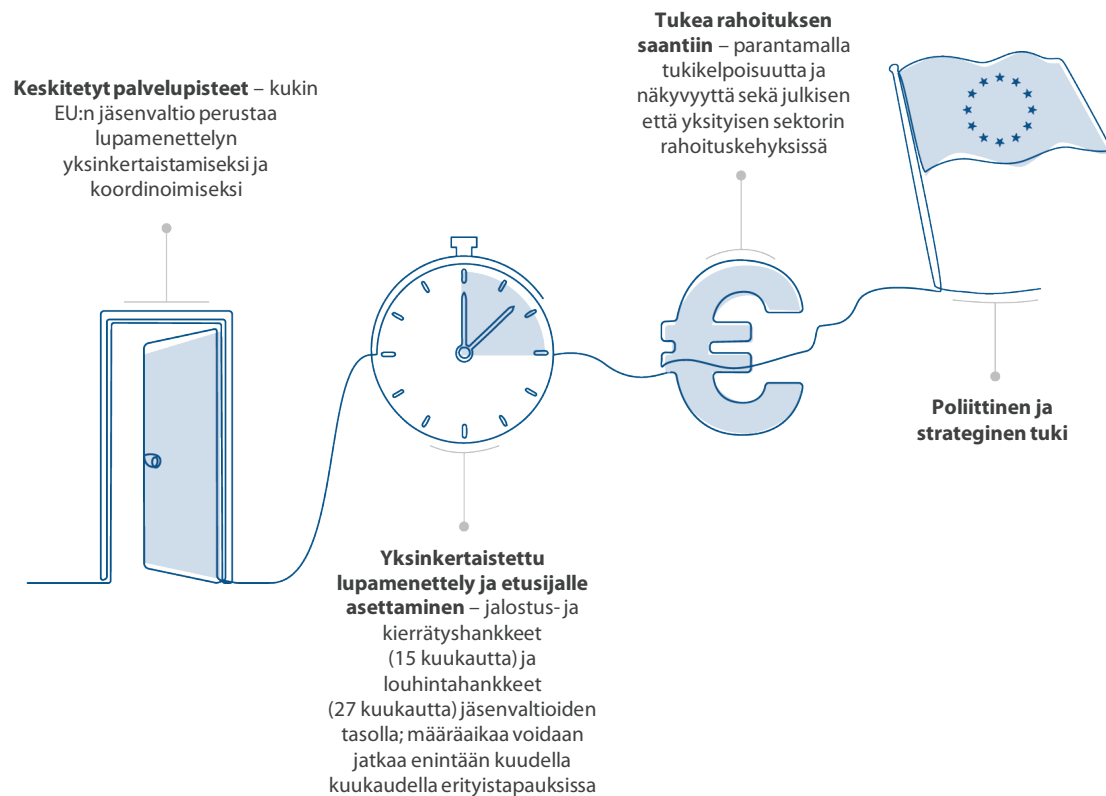 Keskitetyt palvelupisteet – kukin
EU:n jäsenvaltio perustaa
lupamenettelyn
yksinkertaistamiseksi ja
koordinoimiseksi
Yksinkertaistettu
lupamenettely ja etusijalle
asettaminen – jalostus- ja
kierrätyshankkeet
(15 kuukautta) ja
louhintahankkeet
(27 kuukautta) jäsenvaltioiden
tasolla; määräaikaa voidaan
jatkaa enintään kuudella
kuukaudella erityistapauksissa
Tukea rahoituksen
saantiin – parantamalla
tukikelpoisuutta ja
näkyvyyttä sekä julkisen
että yksityisen sektorin
rahoituskehyksissä
€
Poliittinen ja
strateginen tuki